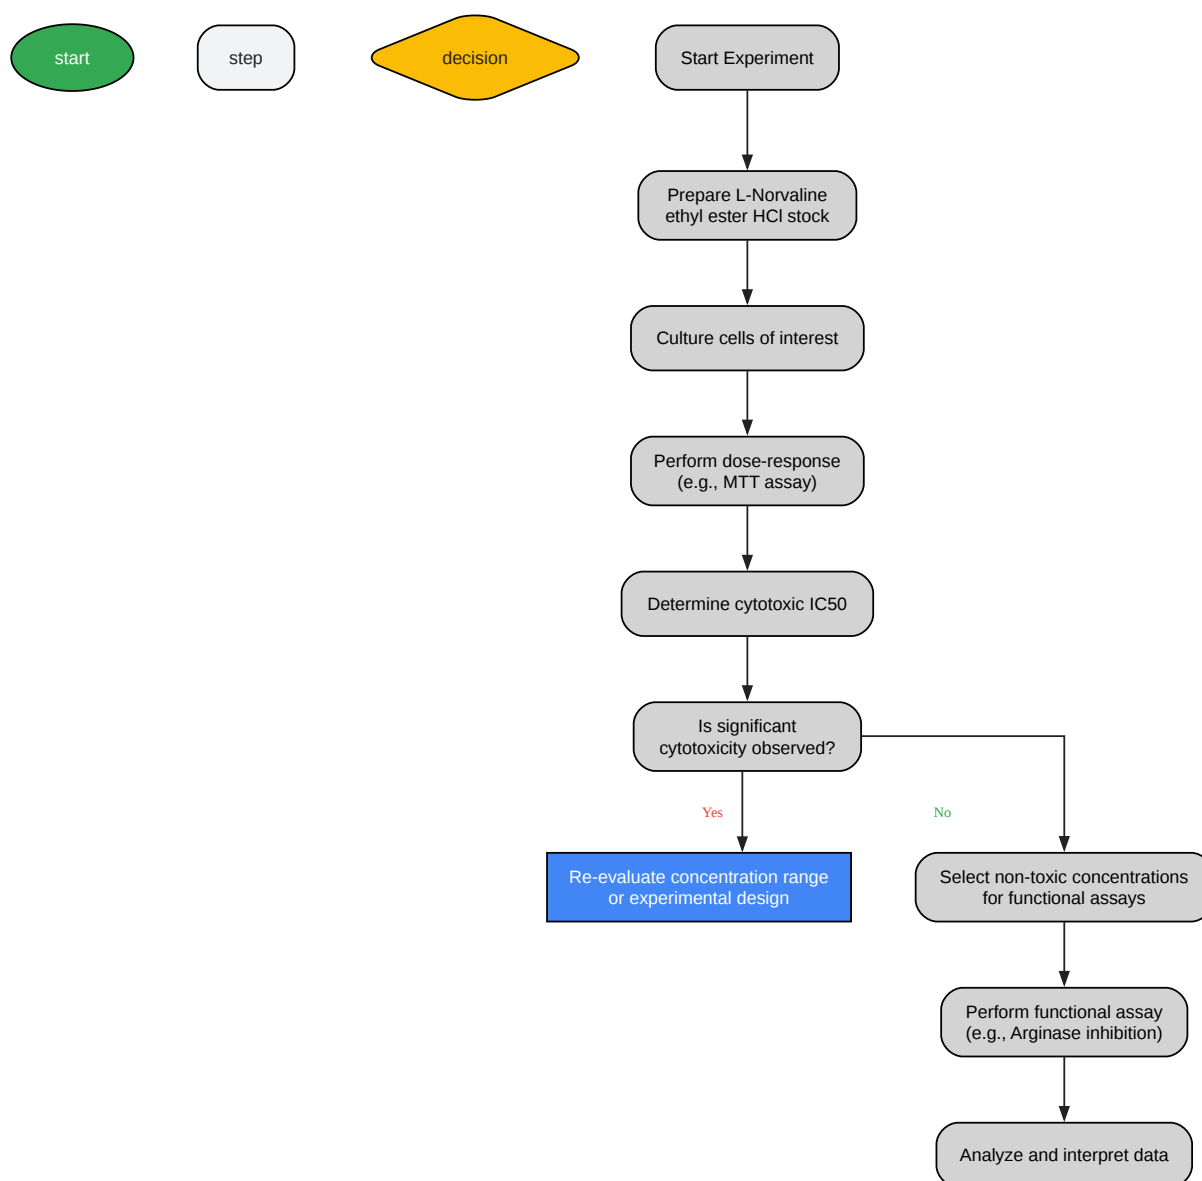 start
step
decision
Start Experiment
Prepare L-Norvaline
ethyl ester HCl stock
Culture cells of interest
Perform dose-response
(e.g., MTT assay)
Determine cytotoxic IC50
Is significant
cytotoxicity observed?
Yes
No
Re-evaluate concentration range
or experimental design
Select non-toxic concentrations
for functional assays
Perform functional assay
(e.g., Arginase inhibition)
Analyze and interpret data